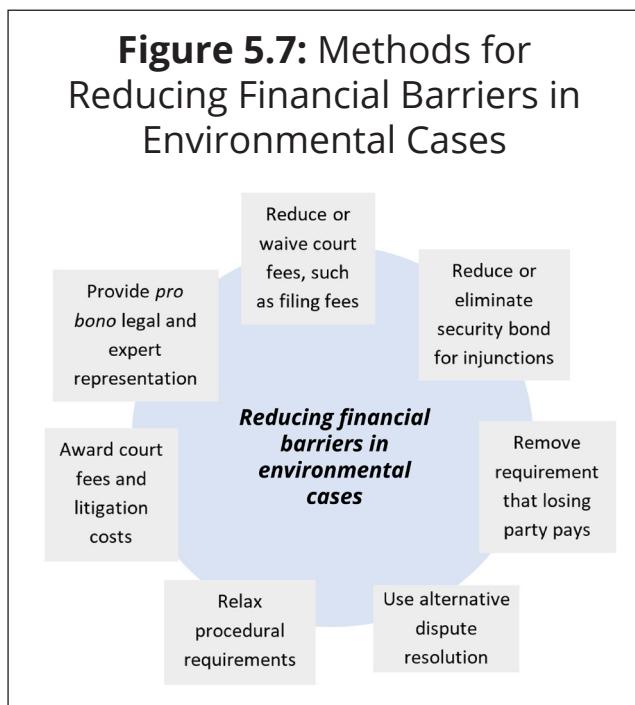 Figure 5.7: Methods for
Reducing Financial Barriers in
Environmental Cases
Reduce or
waive court
fees, such
as filing fees
Reduce or
eliminate
security bond
for injunctions
Remove
requirement
that losing
party pays
Use alternative
dispute
resolution
Relax
procedural
requirements
Award court
fees and
litigation
costs
Provide pro
bono legal and
expert
representation
Reducing financial
barriers in
environmental
cases